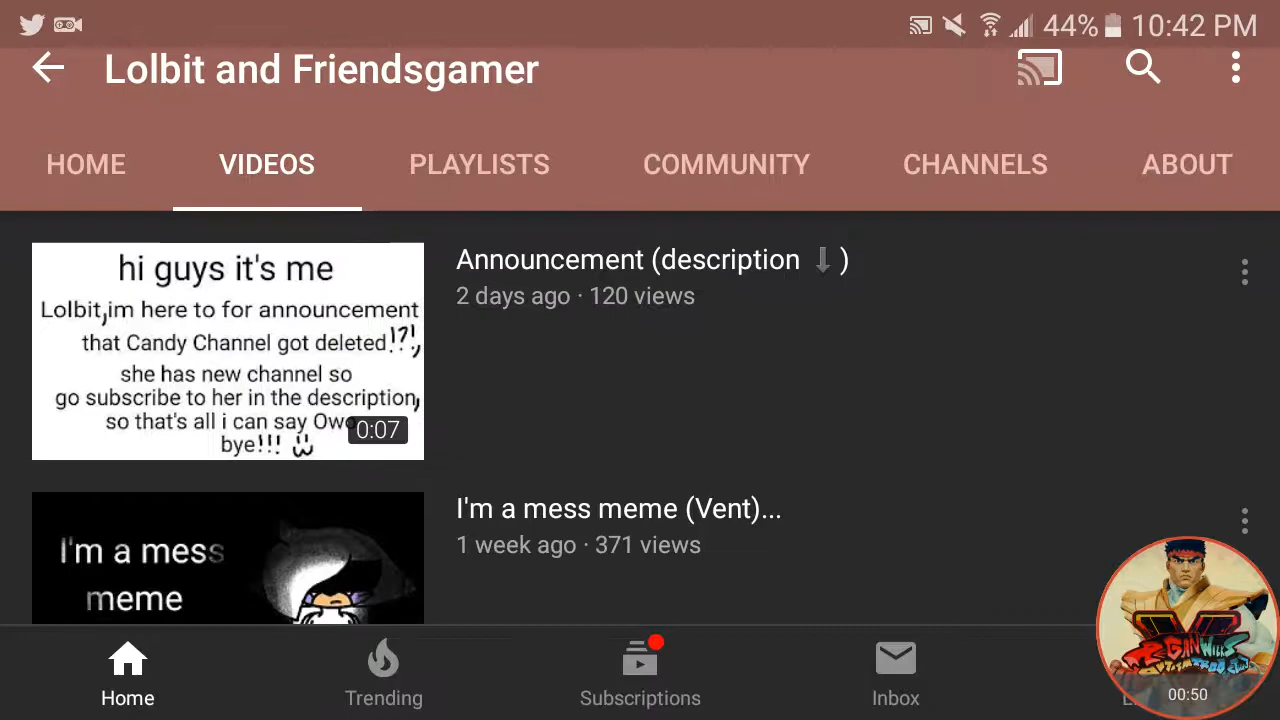 44% 10:42 PM
Lolbit and Friendsgamer
HOME VIDEOS PLAYLISTS COMMUNITY CHANNELS ABOUT
hi guys it's me
Lolbit,im here to for announcement
that Candy Channel got deleted!?!,
she has new channel so
go subscribe to her in the description,
so that's all i can say Owo
bye!!!
0:07
Announcement (description ⬇ )
2 days ago · 120 views
I'm a mess
meme
I'm a mess meme (Vent)...
1 week ago · 371 views
00:50
Home Trending Subscriptions Inbox